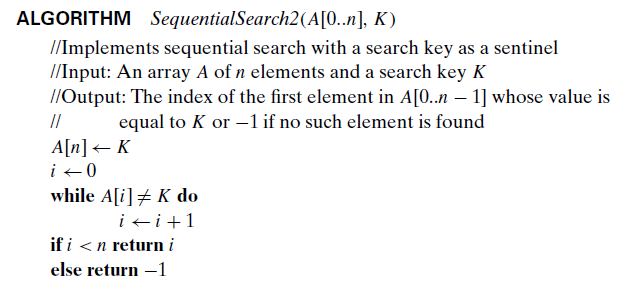 ALGORITHM SequentialSearch2(A[0..n], K)
//Implements sequential search with a search key as a sentinel
//Input: An array A of n elements and a search key K
//Output: The index of the first element in A[0..n – 1] whose value is
// equal to K or –1 if no such element is found
A[n] ← K
i ← 0
while A[i] ≠ K do
i ← i + 1
if i < n return i
else return –1